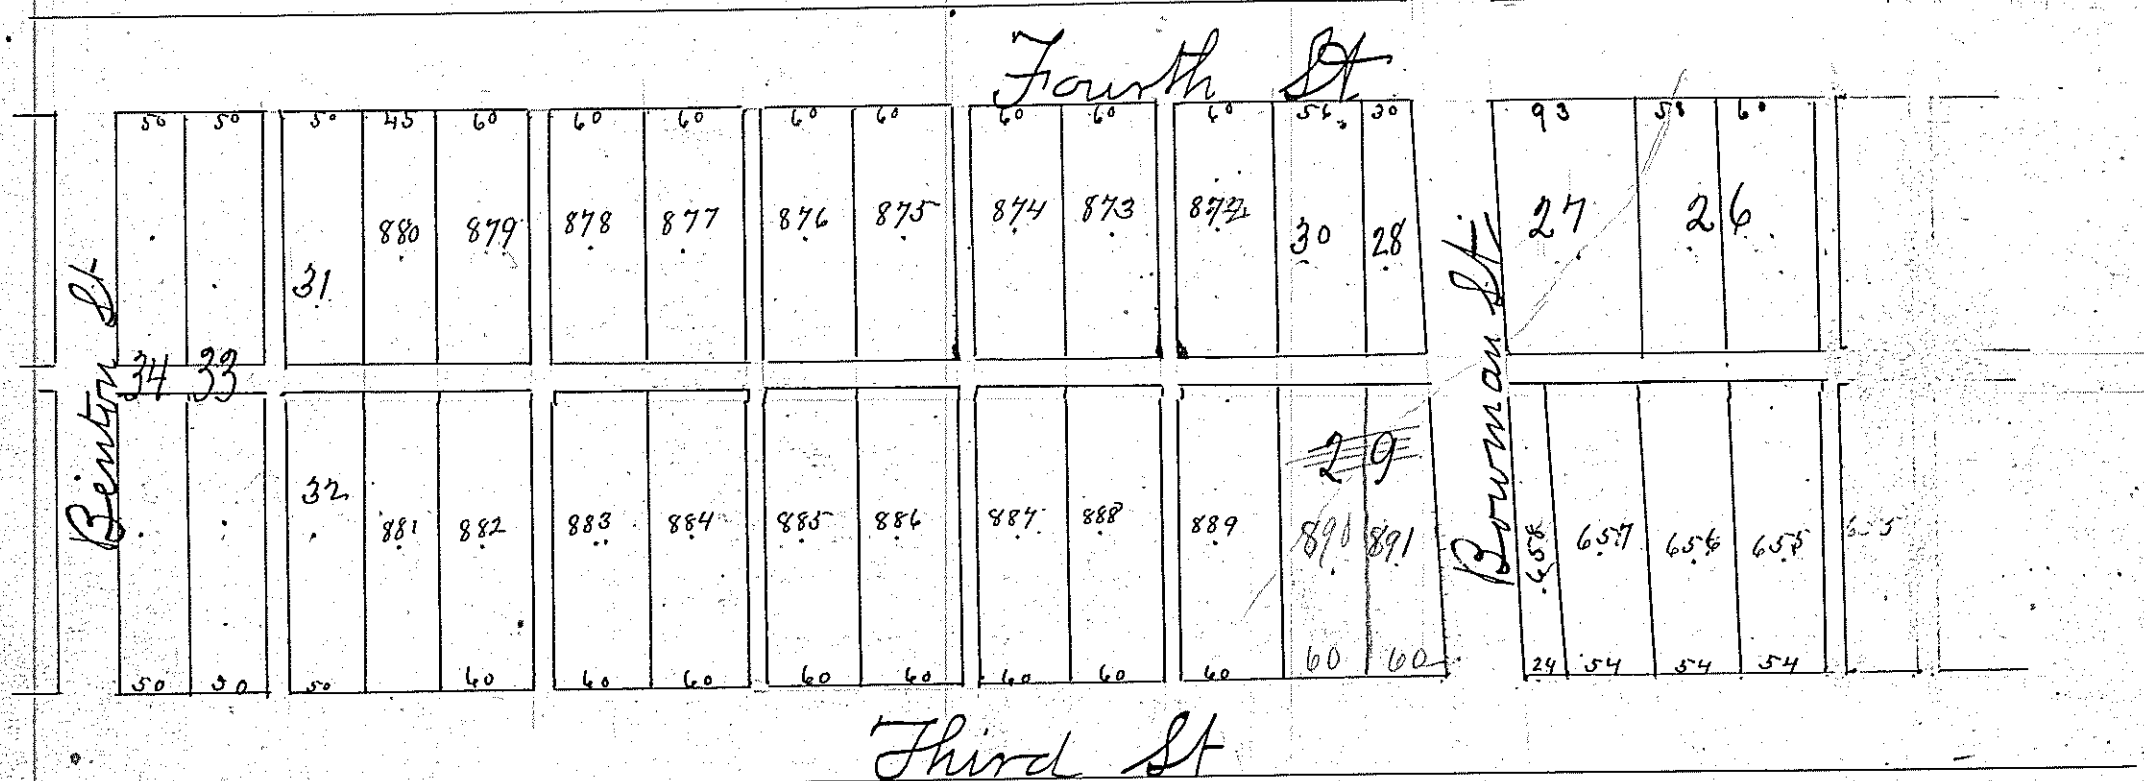 Fourth St
50 50 50 45 60 60 60 60 60 60 60 60 56 30 93 58 60
880 879 878 877 876 875 874 873 872 30 28 27 26
31
Benton St
Bowman St.
34 33
29
32
881 882 883 884 885 886 887 888 889 890 891 658 657 656 655 655
50 50 50 60 60 60 60 60 60 60 60 60 60 24 54 54 54
Third St